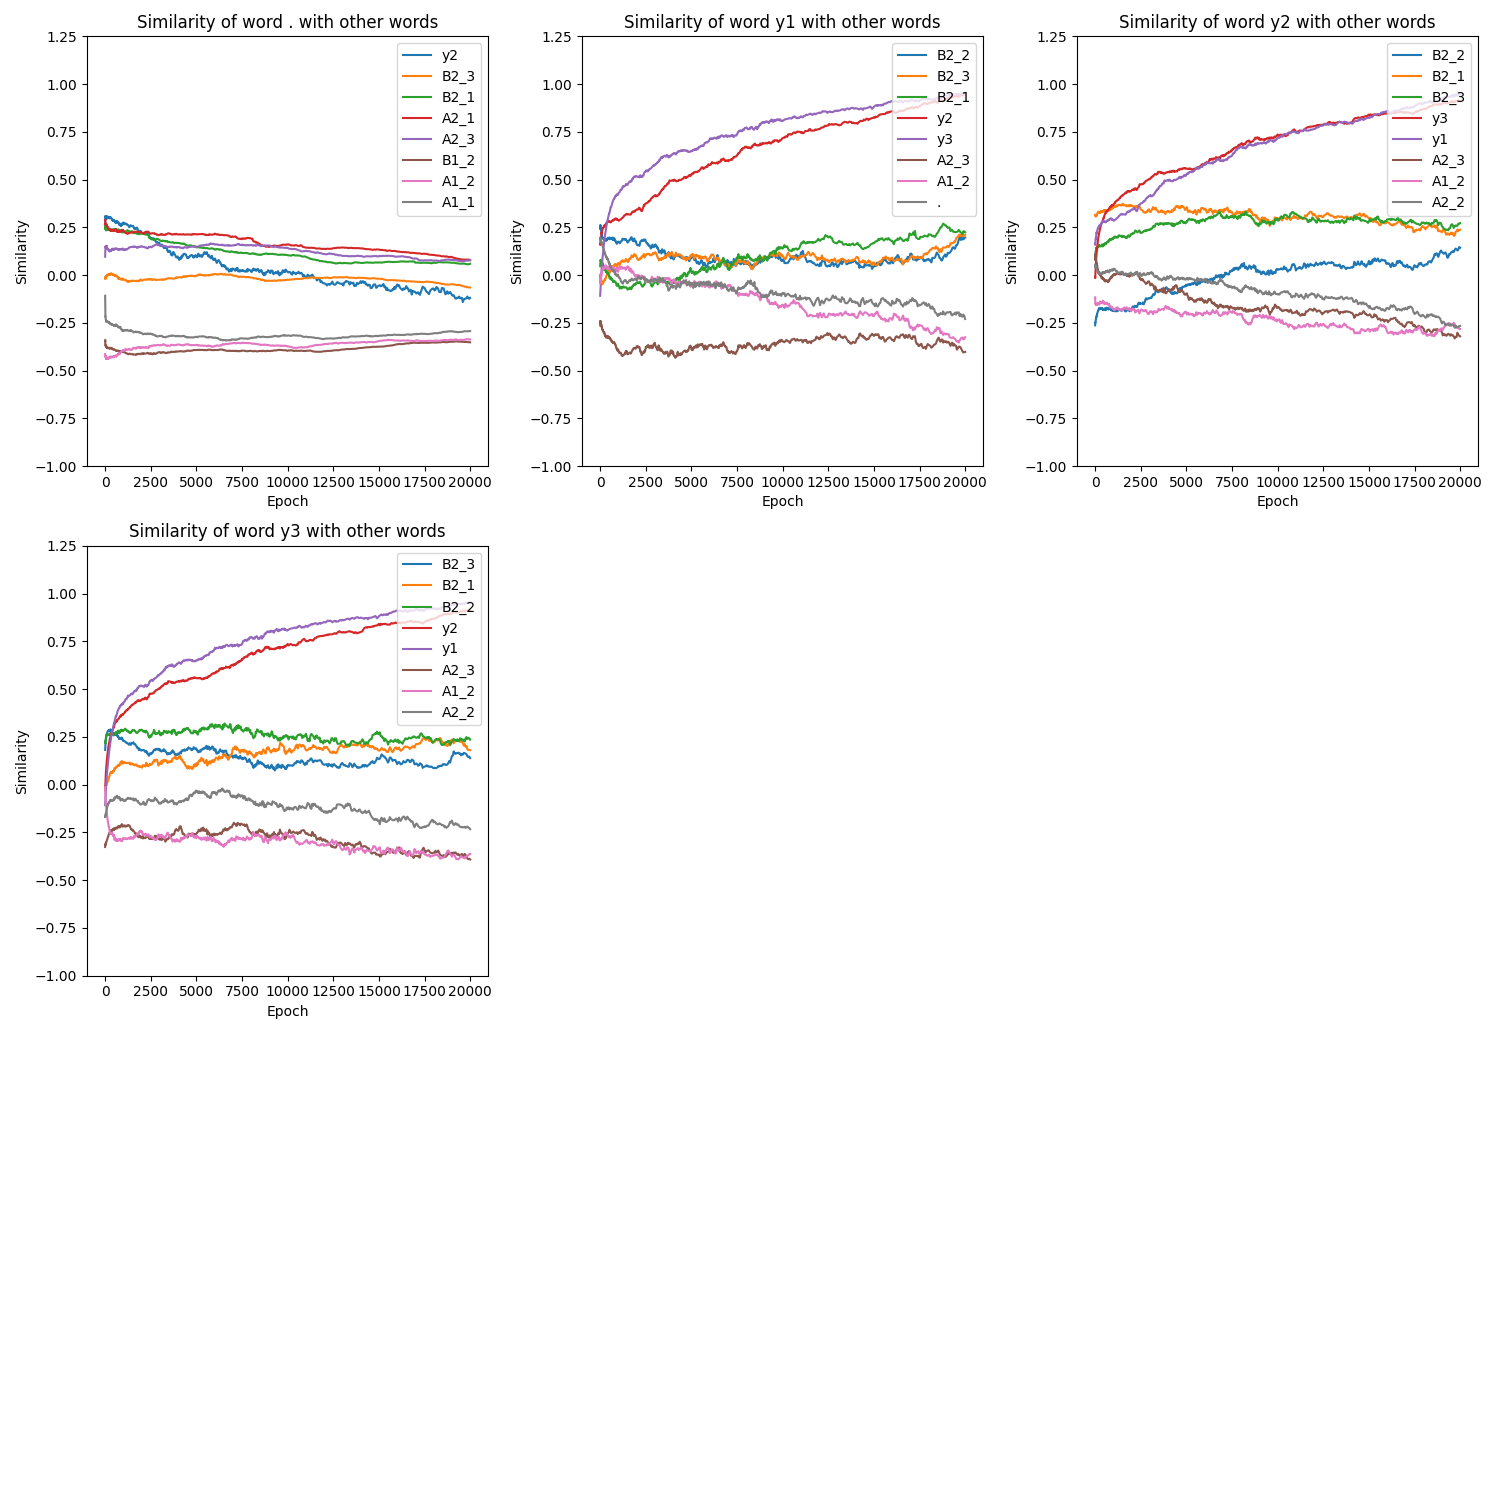 Similarity of word . with other words
1.25
1.00
0.75
0.50
0.25
0.00
−0.25
−0.50
−0.75
−1.00
Similarity
0 2500 5000 7500 10000 12500 15000 17500 20000
Epoch
y2
B2_3
B2_1
A2_1
A2_3
B1_2
A1_2
A1_1
Similarity of word y1 with other words
1.25
1.00
0.75
0.50
0.25
0.00
−0.25
−0.50
−0.75
−1.00
Similarity
0 2500 5000 7500 10000 12500 15000 17500 20000
Epoch
B2_2
B2_3
B2_1
y2
y3
A2_3
A1_2
.
Similarity of word y2 with other words
1.25
1.00
0.75
0.50
0.25
0.00
−0.25
−0.50
−0.75
−1.00
Similarity
0 2500 5000 7500 10000 12500 15000 17500 20000
Epoch
B2_2
B2_1
B2_3
y3
y1
A2_3
A1_2
A2_2
Similarity of word y3 with other words
1.25
1.00
0.75
0.50
0.25
0.00
−0.25
−0.50
−0.75
−1.00
Similarity
0 2500 5000 7500 10000 12500 15000 17500 20000
Epoch
B2_3
B2_1
B2_2
y2
y1
A2_3
A1_2
A2_2